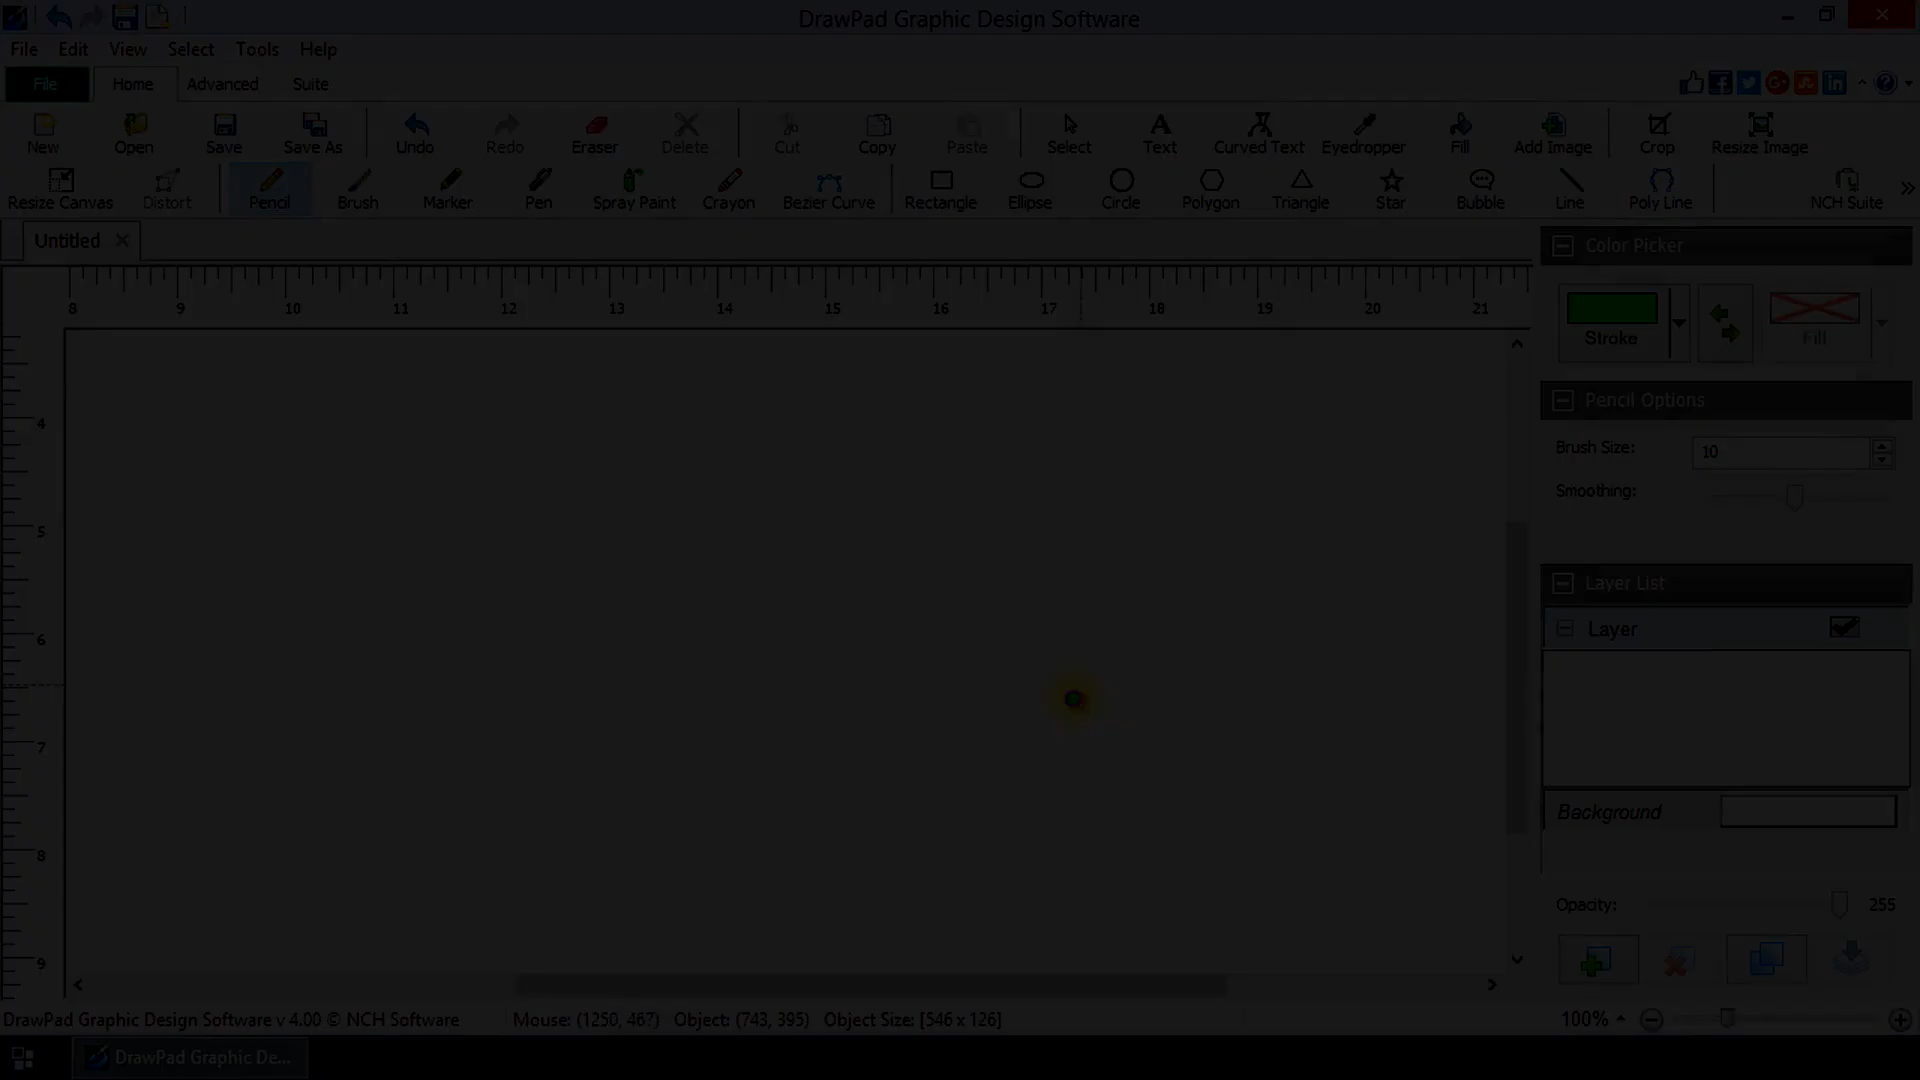 DrawPad Graphic Design Software
File Edit View Select Tools Help
File Home Advanced Suite
New Open Save Save As Undo Redo Eraser Delete Cut Copy Paste Select Text Curved Text Eyedropper Fill Add Image Crop Resize Image
Resize Canvas Distort Pencil Brush Marker Pen Spray Paint Crayon Bezier Curve Rectangle Ellipse Circle Polygon Triangle Star Bubble Line Poly Line NCH Suite
Untitled
Color Picker
8 9 10 11 12 13 14 15 16 17 18 19 20 21
Stroke Fill
Pencil Options
4
Brush Size: 10
Smoothing:
5
Layer List
6
Layer
7
Background
8
Opacity: 255
9
DrawPad Graphic Design Software v 4.00 © NCH Software Mouse: (1250, 467) Object: (743, 395) Object Size: [546 x 126] 100%
DrawPad Graphic De...